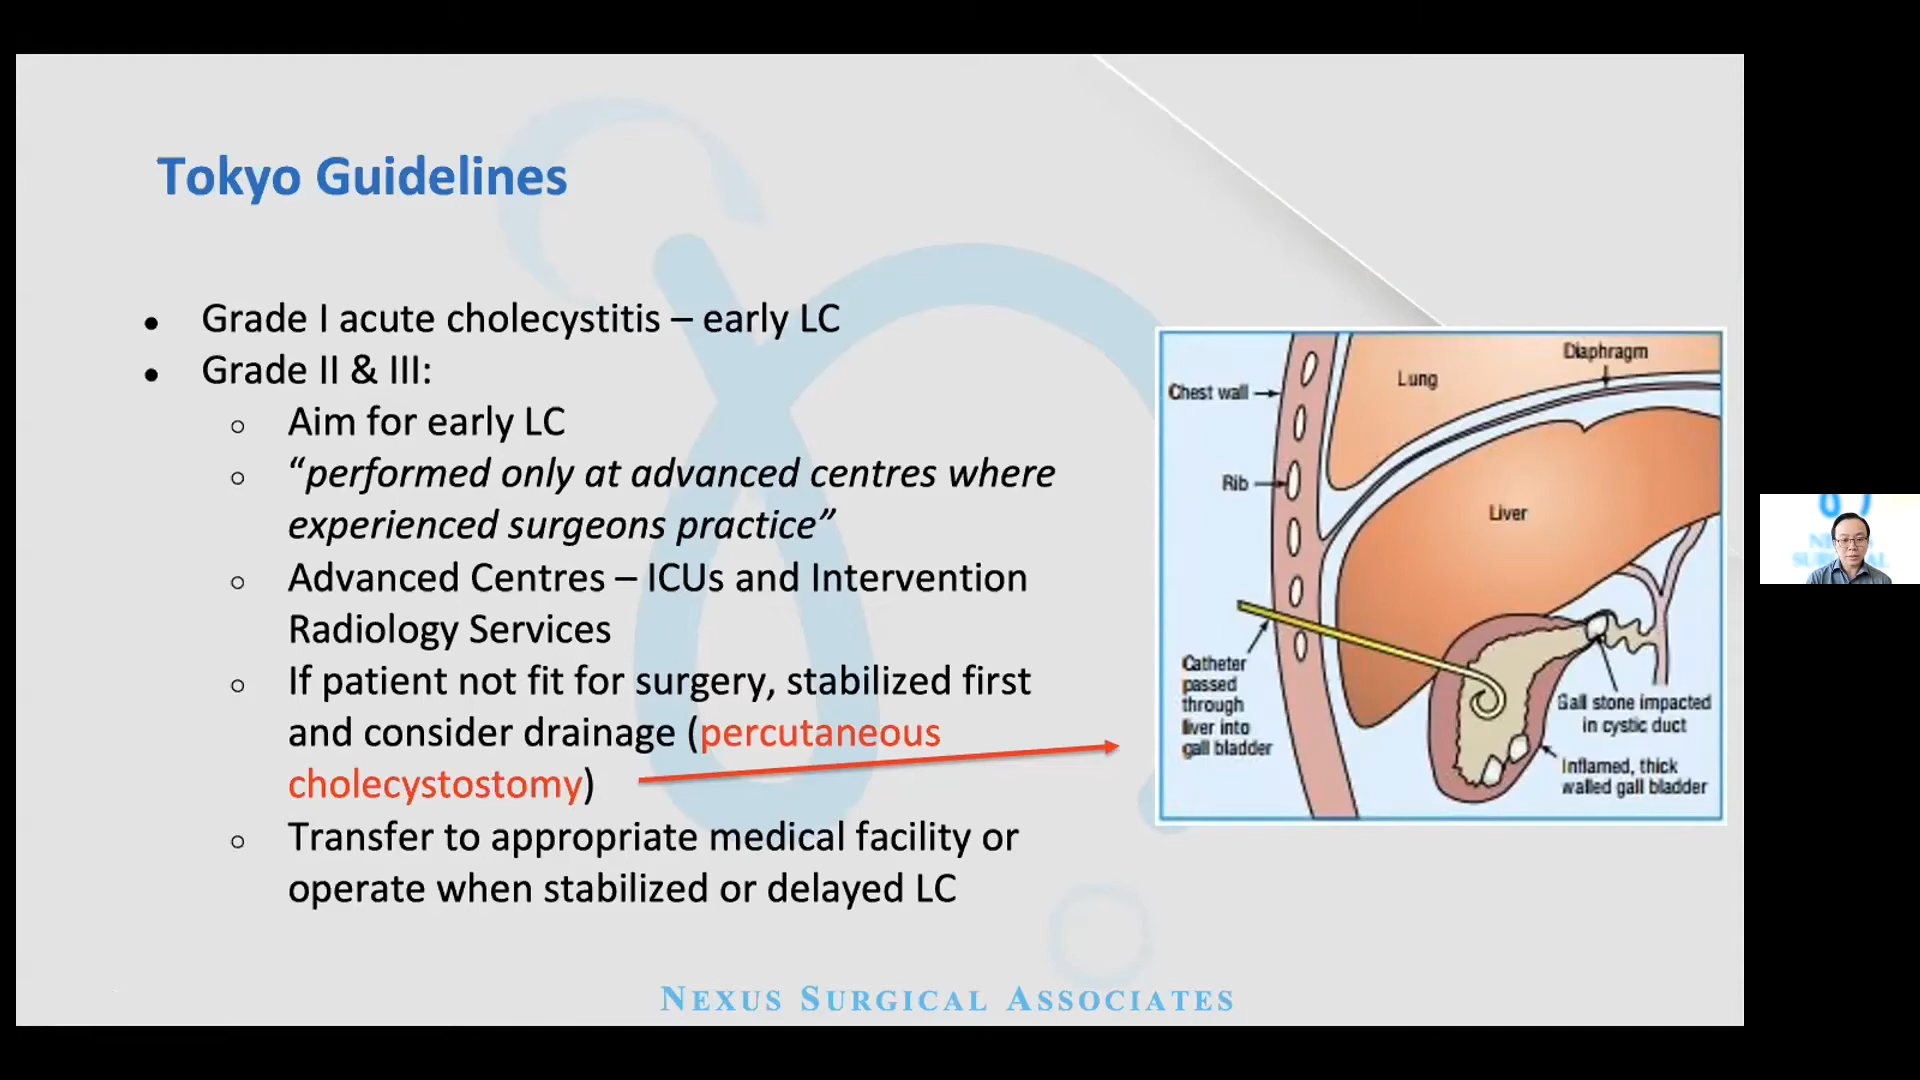 Tokyo Guidelines
● Grade I acute cholecystitis – early LC
● Grade II & III:
○ Aim for early LC
○ “performed only at advanced centres where
experienced surgeons practice”
○ Advanced Centres – ICUs and Intervention
Radiology Services
○ If patient not fit for surgery, stabilized first
and consider drainage (percutaneous
cholecystostomy)
○ Transfer to appropriate medical facility or
operate when stabilized or delayed LC
Diaphragm
Lung
Chest wall
Rib
Liver
Catheter
passed
through
liver into
gall bladder
Gall stone impacted
in cystic duct
Inflamed, thick
walled gall bladder
NEXUS SURGICAL ASSOCIATES